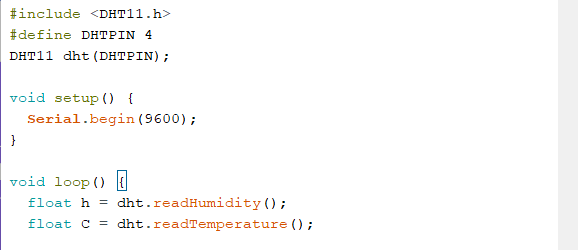 #include <DHT11.h>
#define DHTPIN 4
DHT11 dht(DHTPIN);
void setup() {
  Serial.begin(9600);
}
void loop() {
  float h = dht.readHumidity();
  float C = dht.readTemperature();